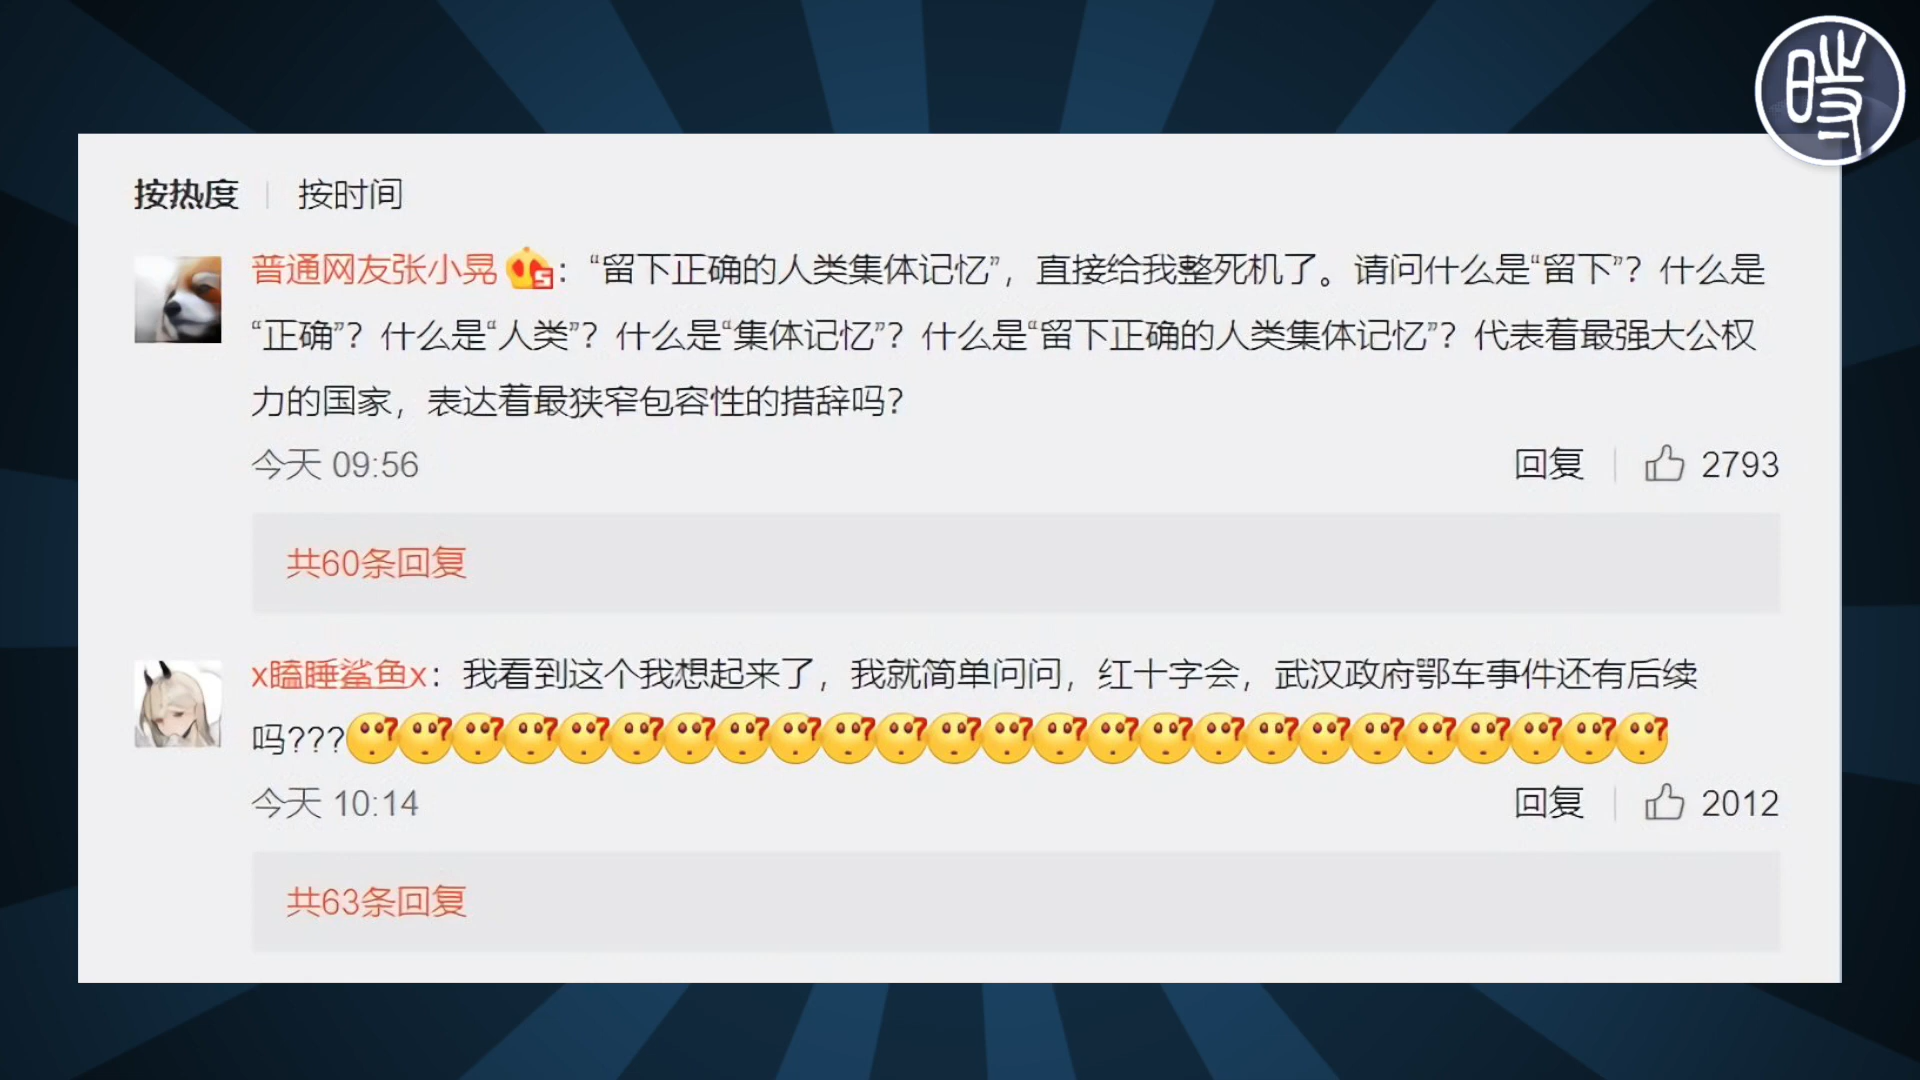 時
按热度 按时间
普通网友张小晃：“留下正确的人类集体记忆”，直接给我整死机了。请问什么是“留下”？什么是
“正确”？什么是“人类”？什么是“集体记忆”？什么是“留下正确的人类集体记忆”？代表着最强大公权
力的国家，表达着最狭窄包容性的措辞吗？
今天 09:56 回复 2793
共60条回复
x瞌睡鲨鱼x：我看到这个我想起来了，我就简单问问，红十字会，武汉政府鄂车事件还有后续
吗???
今天 10:14 回复 2012
共63条回复